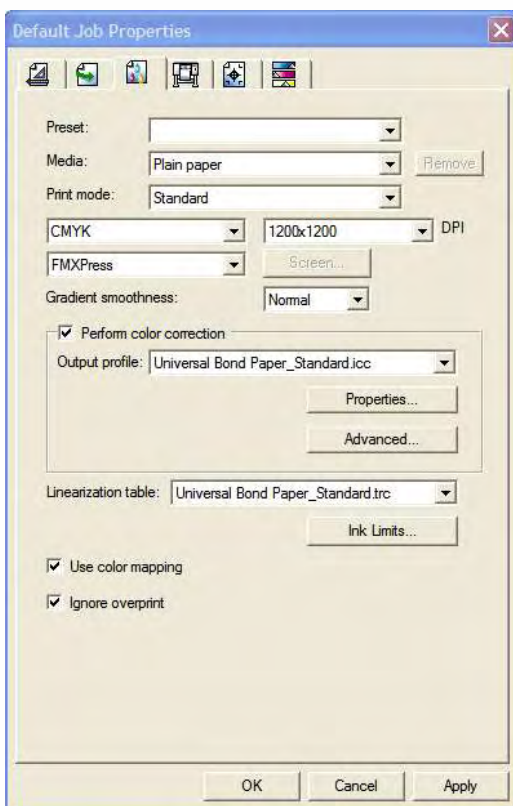 Default Job Properties
Preset:
Media: Plain paper Remove
Print mode: Standard
CMYK 1200x1200 DPI
FMXPress Screen...
Gradient smoothness: Normal
Perform color correction
Output profile: Universal Bond Paper_Standard.icc
Properties...
Advanced...
Linearization table: Universal Bond Paper_Standard.trc
Ink Limits...
Use color mapping
Ignore overprint
OK Cancel Apply